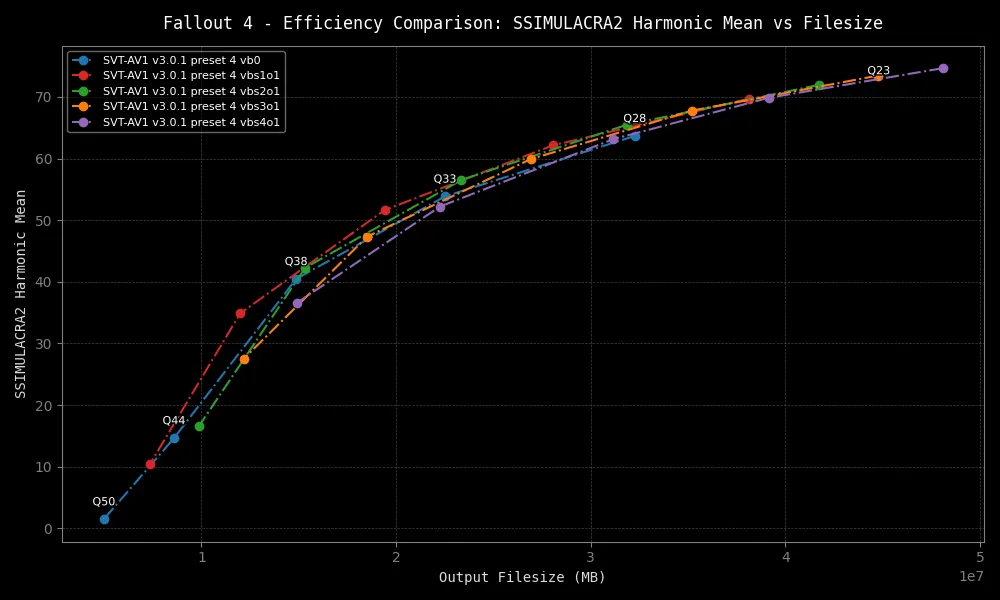 Fallout 4 - Efficiency Comparison: SSIMULACRA2 Harmonic Mean vs Filesize
SVT-AV1 v3.0.1 preset 4 vb0
SVT-AV1 v3.0.1 preset 4 vbs1o1
SVT-AV1 v3.0.1 preset 4 vbs2o1
SVT-AV1 v3.0.1 preset 4 vbs3o1
SVT-AV1 v3.0.1 preset 4 vbs4o1
Q23
Q28
Q33
Q38
Q44
Q50
SSIMULACRA2 Harmonic Mean
70
60
50
40
30
20
10
0
1 2 3 4 5
1e7
Output Filesize (MB)